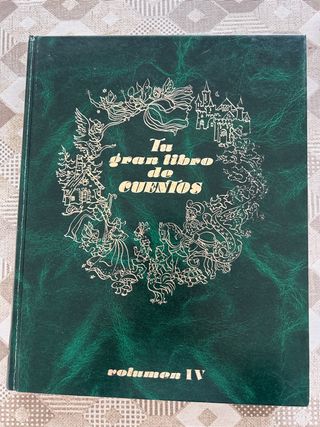 Tu
gran libro
de
CUENTOS
volumen IV